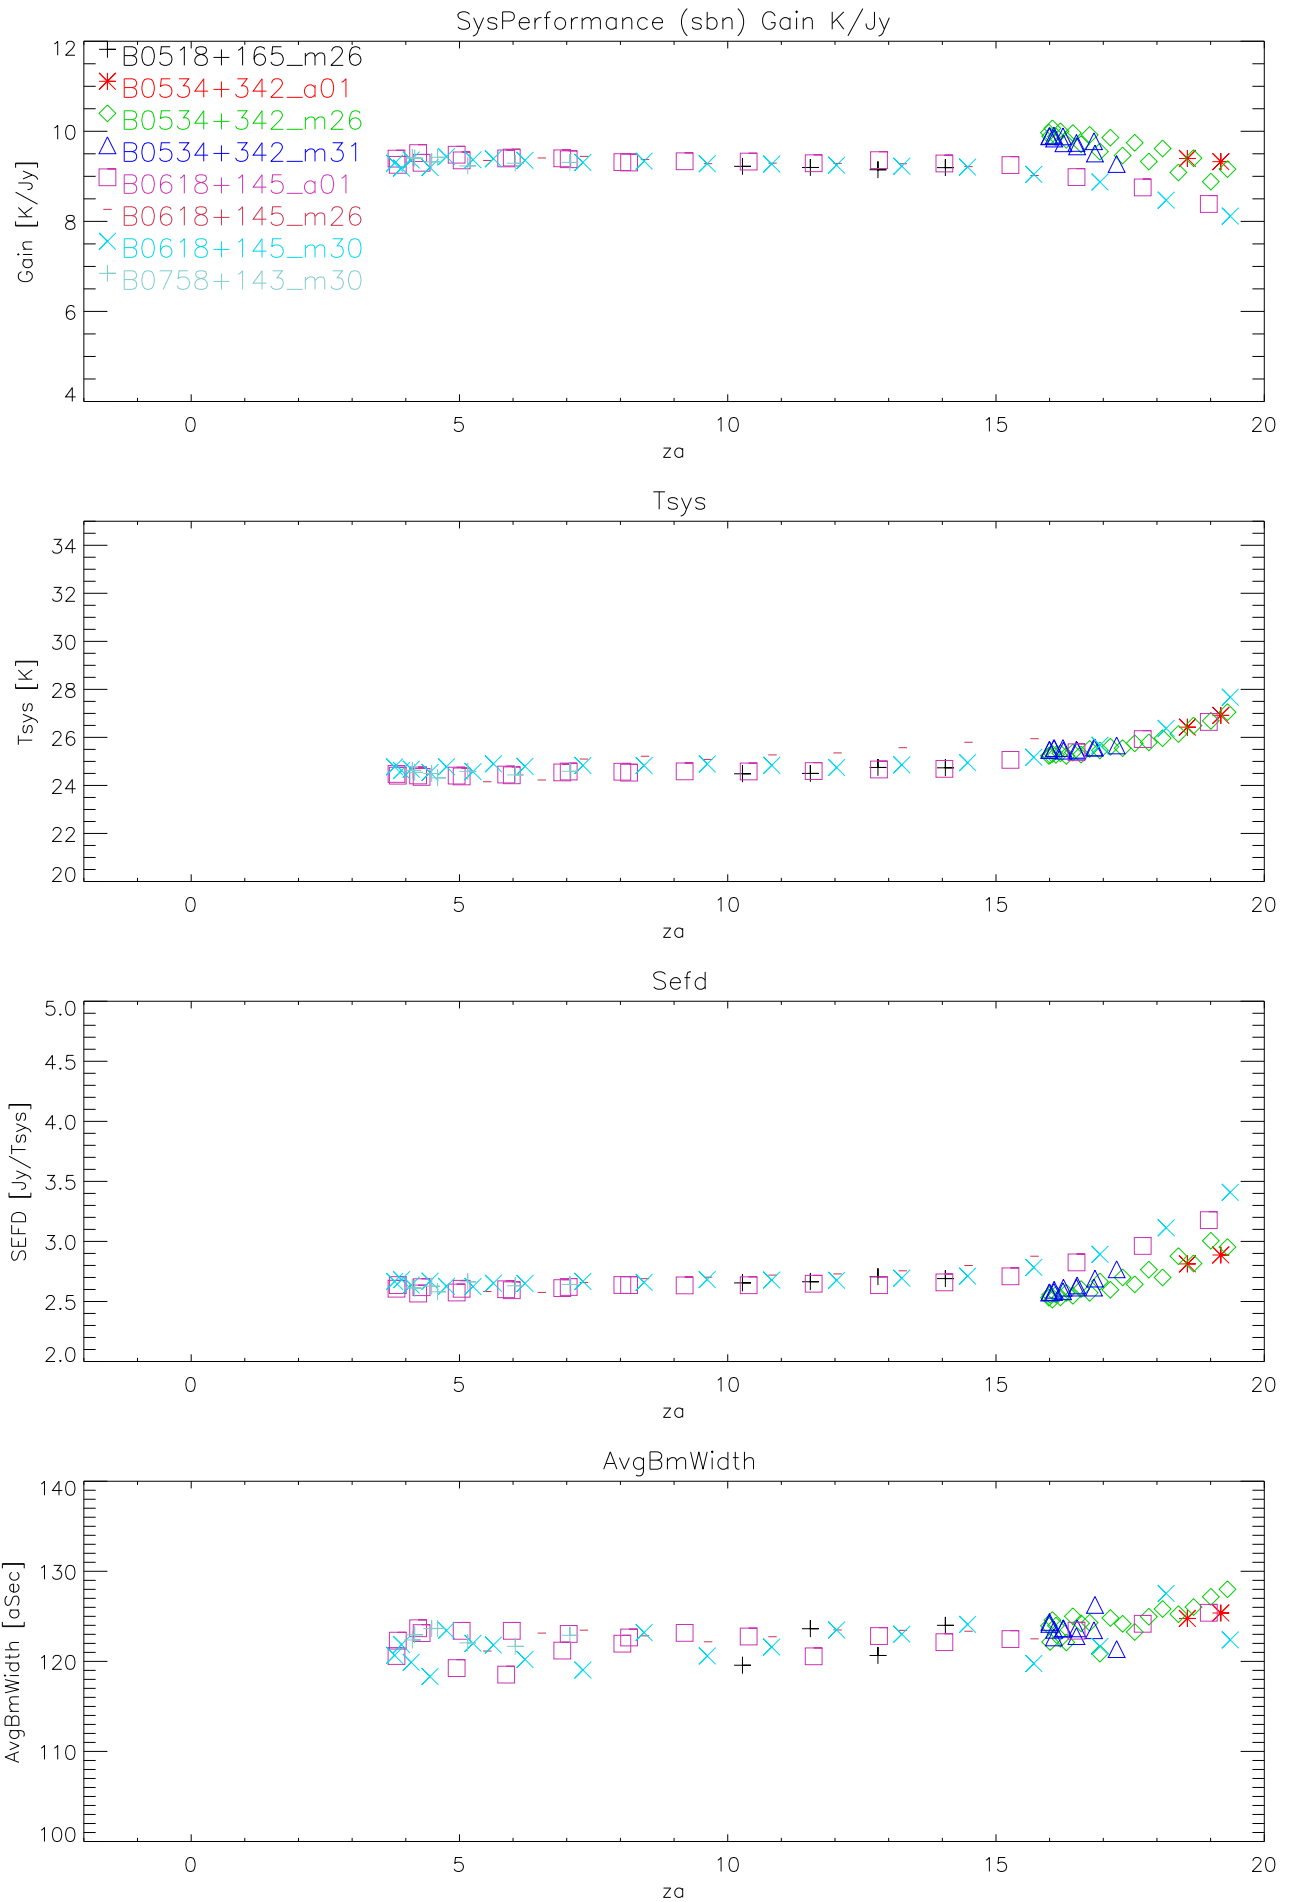 SysPerformance (sbn) Gain K/Jy
12
10
8
6
4
Gain [K/Jy]
B0518+165_m26
B0534+342_a01
B0534+342_m26
B0534+342_m31
B0618+145_a01
B0618+145_m26
B0618+145_m30
B0758+143_m30
0 5 10 15 20
za
Tsys
34
32
30
28
26
24
22
20
Tsys [K]
0 5 10 15 20
za
Sefd
5.0
4.5
4.0
3.5
3.0
2.5
2.0
SEFD [Jy/Tsys]
0 5 10 15 20
za
AvgBmWidth
140
130
120
110
100
AvgBmWidth [aSec]
0 5 10 15 20
za